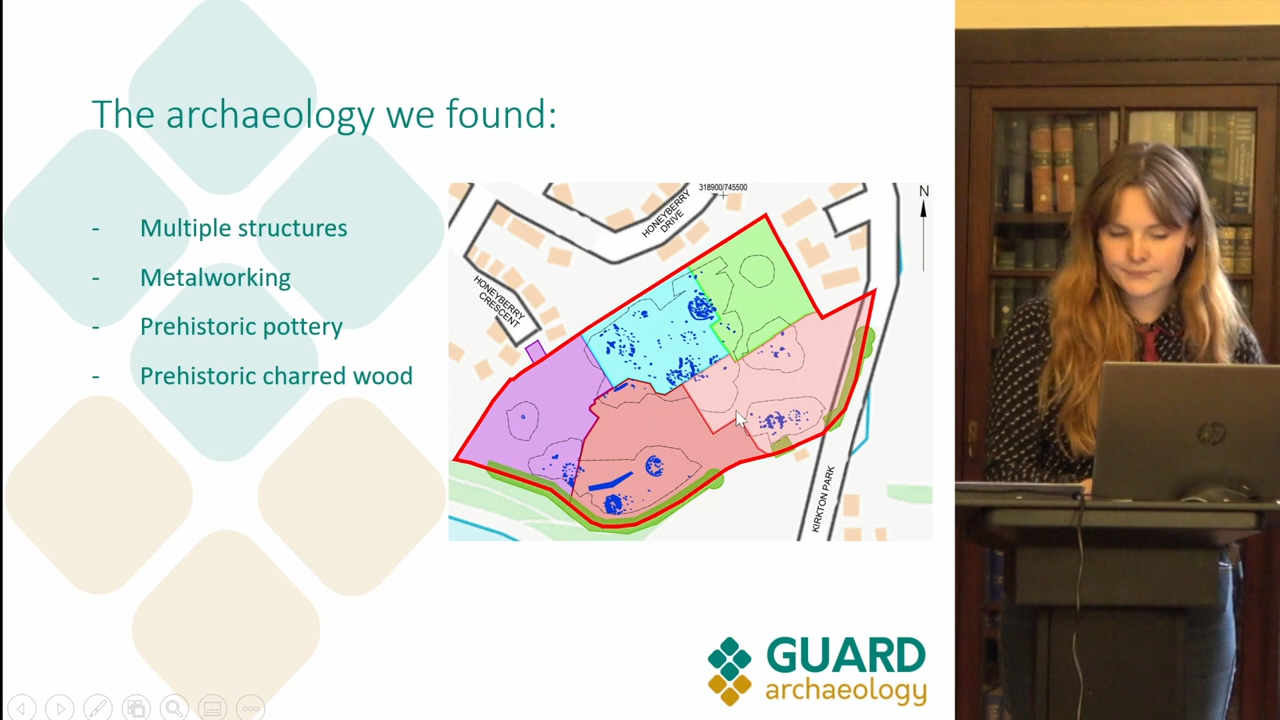 The archaeology we found:
- Multiple structures
- Metalworking
- Prehistoric pottery
- Prehistoric charred wood
318900/745500
N
HONEYBERRY
DRIVE
HONEYBERRY
CRESCENT
KIRKTON PARK
GUARD
archaeology
hp